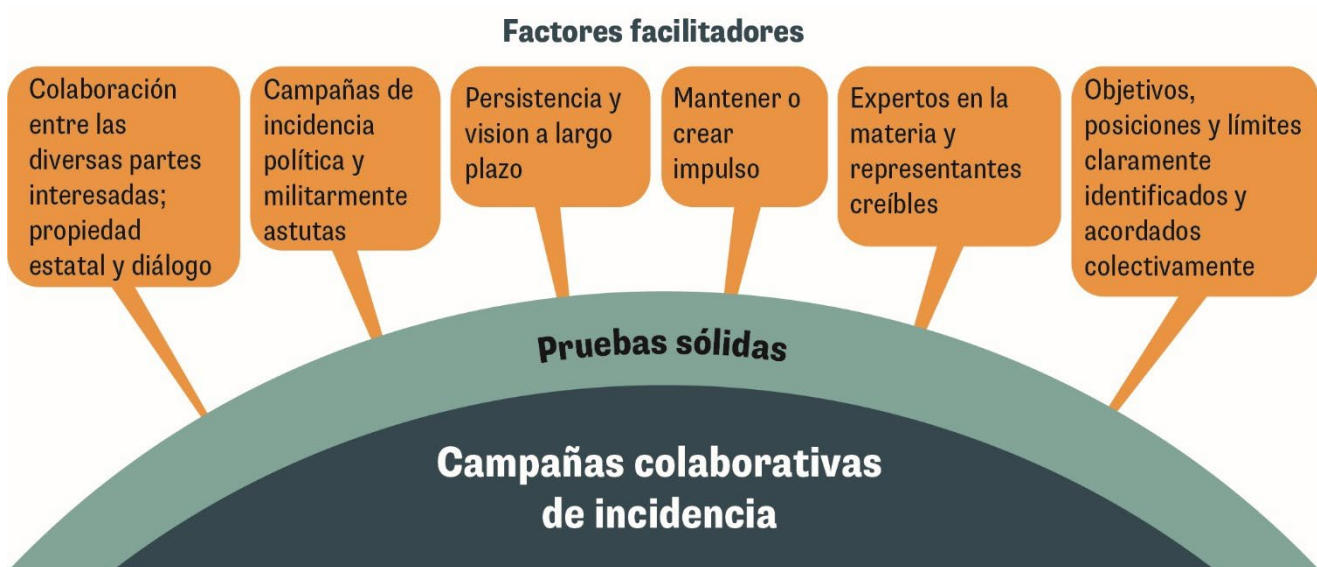 Factores facilitadores
Colaboración
entre las
diversas partes
interesadas;
propiedad
estatal y diálogo
Campañas de
incidencia
política y
militarmente
astutas
Persistencia y
vision a largo
plazo
Mantener o
crear
impulso
Expertos en la
materia y
representantes
creíbles
Objetivos,
posiciones y límites
claramente
identificados y
acordados
colectivamente
Pruebas sólidas
Campañas colaborativas
de incidencia